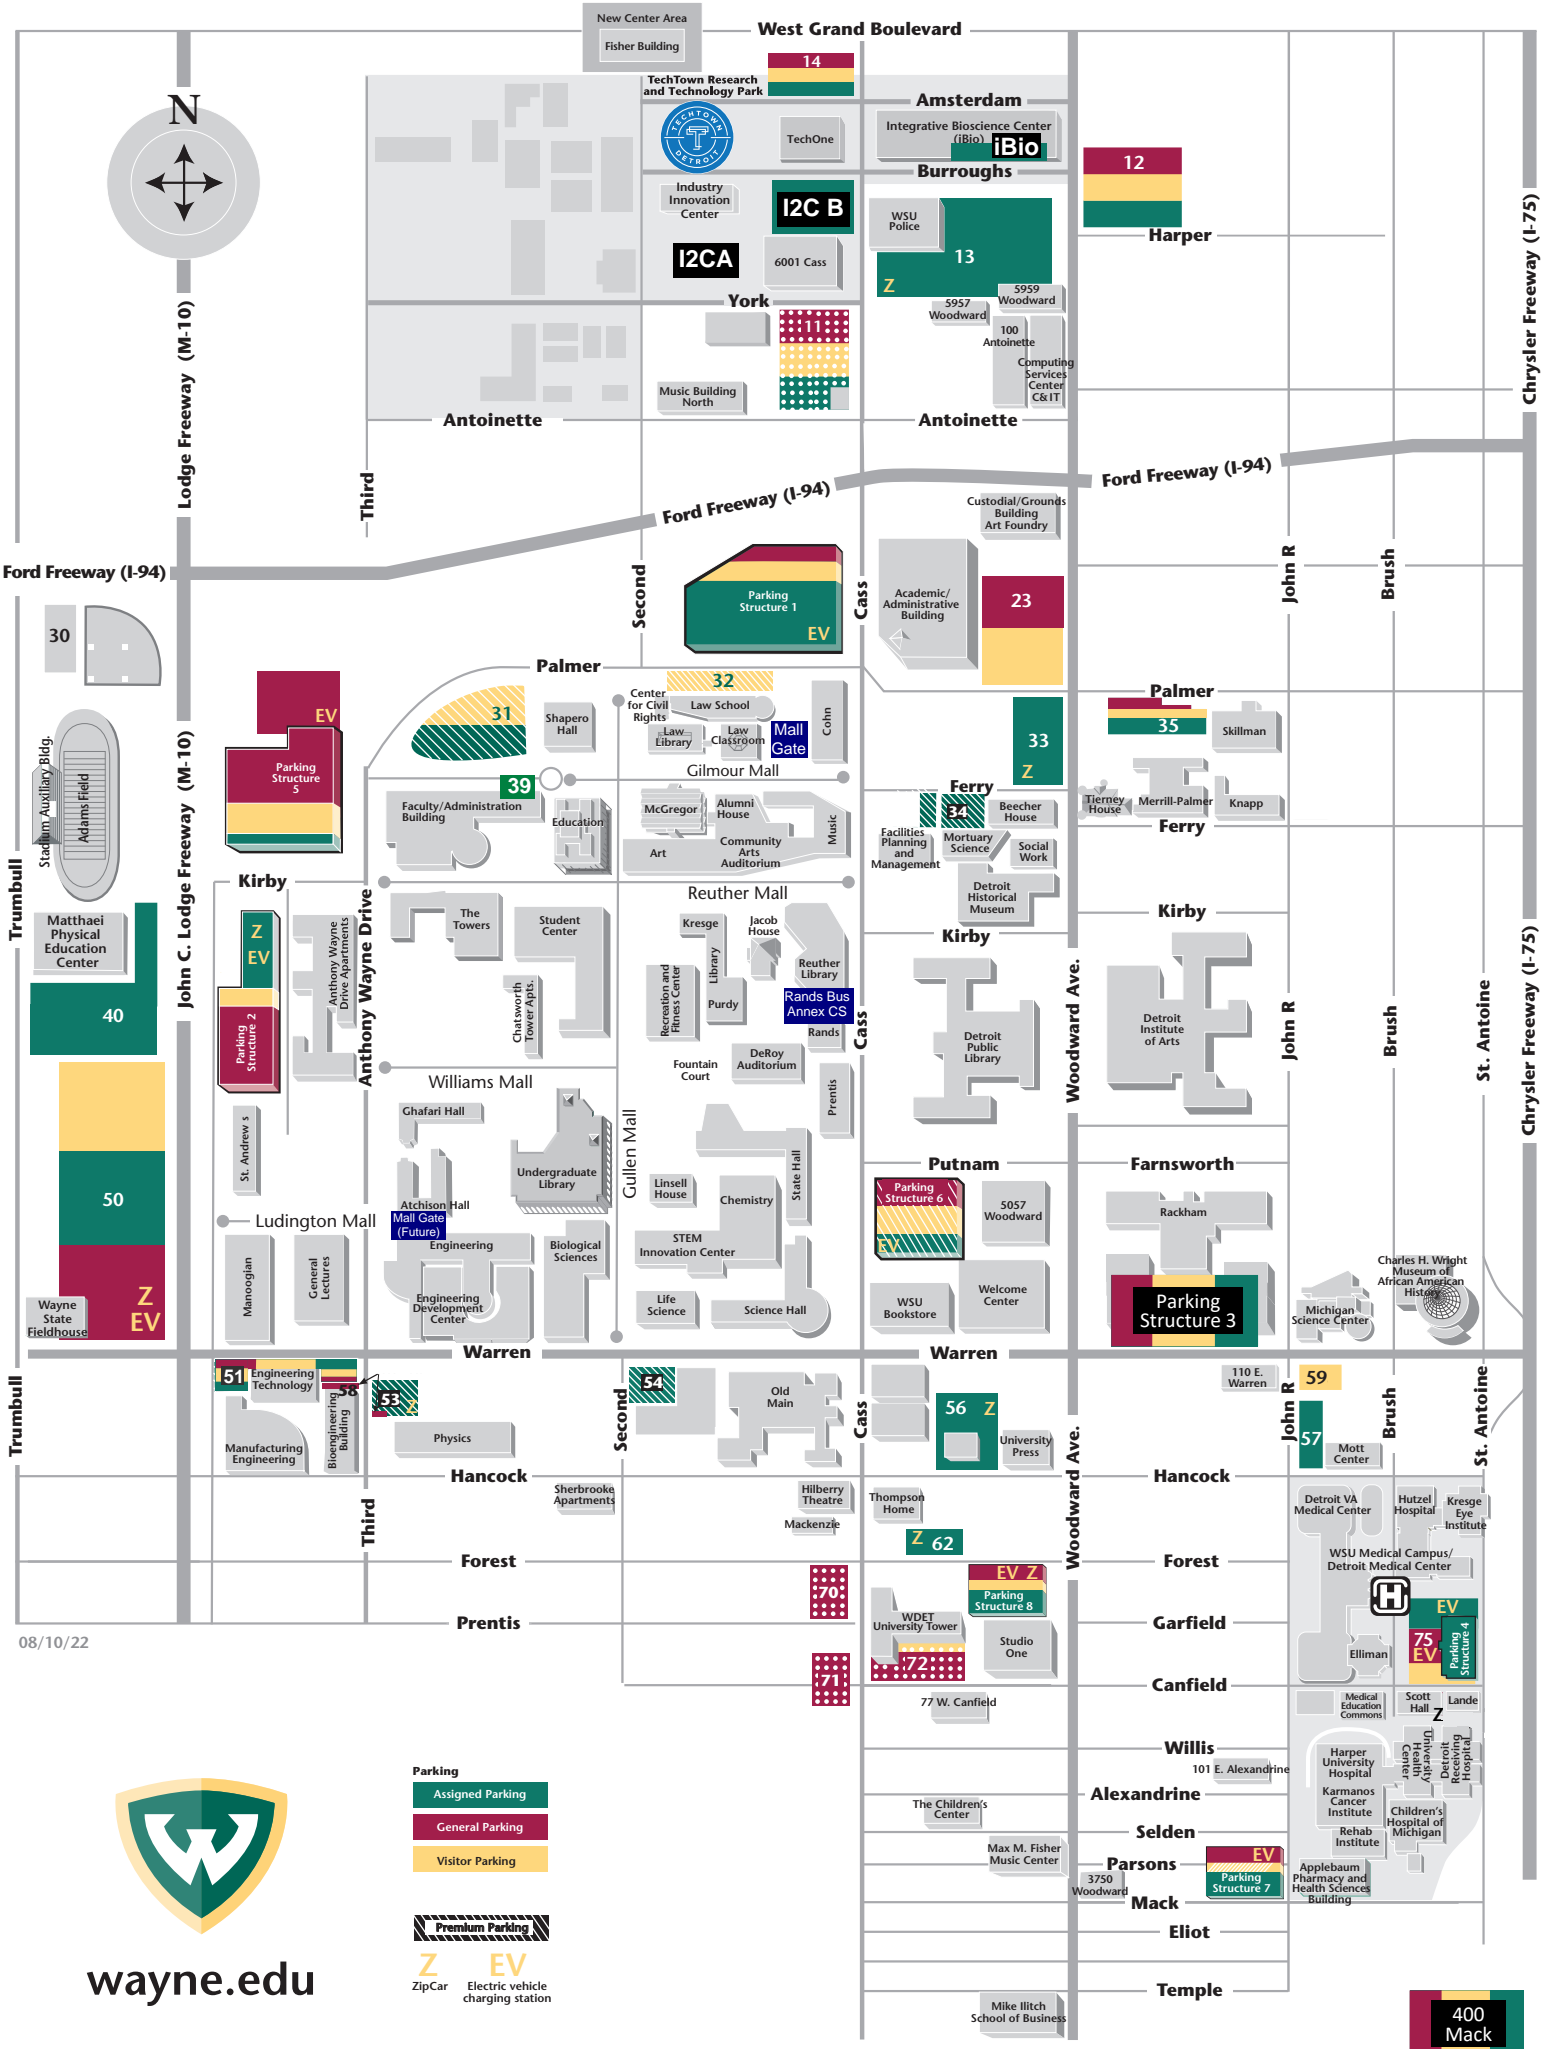 New Center Area
Fisher Building
West Grand Boulevard
14
TechTown Research
and Technology Park
Amsterdam
N
TECHTOWN
DETROIT
TechOne
Integrative Bioscience Center
(iBio)
iBio
Burroughs
12
Harper
Industry
Innovation
Center
I2C B
WSU
Police
13
Z
I2CA
6001 Cass
York
5957
Woodward
5959
Woodward
11
100
Antoinette
Computing
Services
Center
C&IT
Music Building
North
Antoinette
Antoinette
Lodge Freeway (M-10)
Chrysler Freeway (I-75)
Third
Ford Freeway (I-94)
Ford Freeway (I-94)
Ford Freeway (I-94)
Custodial/Grounds
Building
Art Foundry
Second
Cass
John R
Brush
Parking
Structure 1
EV
Academic/
Administrative
Building
23
30
Palmer
Palmer
EV
Parking
Structure
5
31
Shapero
Hall
Center
for Civil
Rights
32
Law School
Law
Library
Law
Classroom
Mall
Gate
Cohn
33
Z
35
Skillman
Gilmour Mall
Stadium Auxiliary Bldg.
Adams Field
John C. Lodge Freeway (M-10)
39
Faculty/Administration
Building
Education
McGregor
Alumni
House
Music
Art
Community
Arts
Auditorium
Ferry
34
Beecher
House
Facilities
Planning
and
Management
Mortuary
Science
Social
Work
Tierney
House
Merrill-Palmer
Knapp
Ferry
Trumbull
Kirby
Reuther Mall
Detroit
Historical
Museum
Kirby
Kirby
Matthaei
Physical
Education
Center
40
Z
EV
Parking
Structure 2
Anthony Wayne
Drive Apartments
Anthony Wayne Drive
The
Towers
Student
Center
Chatsworth
Tower Apts.
Kresge
Library
Purdy
Jacob
House
Recreation and
Fitness Center
Reuther
Library
Rands Bus
Annex CS
Rands
Cass
Detroit
Public
Library
Woodward Ave.
Detroit
Institute
of Arts
John R
Brush
St. Antoine
Chrysler Freeway (I-75)
Fountain
Court
DeRoy
Auditorium
Prentis
Williams Mall
Ghafari Hall
St. Andrew s
Undergraduate
Library
Gullen Mall
State Hall
Linsell
House
Chemistry
Putnam
Farnsworth
50
Atchison Hall
Mall Gate
(Future)
Ludington Mall
Parking
Structure 6
EV
5057
Woodward
Rackham
Manoogian
General
Lectures
Engineering
Engineering
Development
Center
Biological
Sciences
STEM
Innovation Center
Life
Science
Science Hall
WSU
Bookstore
Welcome
Center
Parking
Structure 3
Michigan
Science Center
Charles H. Wright
Museum of
African American
History
Z
EV
Wayne
State
Fieldhouse
Warren
Warren
51
Engineering
Technology
58
53
Z
54
Old
Main
56
Z
University
Press
110 E.
Warren
59
57
Mott
Center
Trumbull
Manufacturing
Engineering
Bioengineering
Building
Physics
Second
Cass
Woodward Ave.
John R
Brush
St. Antoine
Hancock
Hancock
Third
Sherbrooke
Apartments
Hilberry
Theatre
Mackenzie
Thompson
Home
Z 62
Detroit VA
Medical Center
Hutzel
Hospital
Kresge
Eye
Institute
WSU Medical Campus/
Detroit Medical Center
H
Forest
Forest
70
EV Z
Parking
Structure 8
Prentis
WDET
University Tower
72
Studio
One
Garfield
EV
75
EV
Parking
Structure 4
Elliman
08/10/22
71
Canfield
77 W. Canfield
Medical
Education
Commons
Scott
Hall
Z
Lande
Willis
101 E. Alexandrine
Harper
University
Hospital
University
Health
Center
Detroit
Receiving
Hospital
Karmanos
Cancer
Institute
Children's
Hospital of
Michigan
Rehab
Institute
Alexandrine
The Children's
Center
Selden
Max M. Fisher
Music Center
Parsons
EV
Parking
Structure 7
Applebaum
Pharmacy and
Health Sciences
Building
3750
Woodward
Mack
Eliot
Temple
Mike Ilitch
School of Business
400
Mack
Parking
Assigned Parking
General Parking
Visitor Parking
Premium Parking
Z
ZipCar
EV
Electric vehicle
charging station
W
wayne.edu